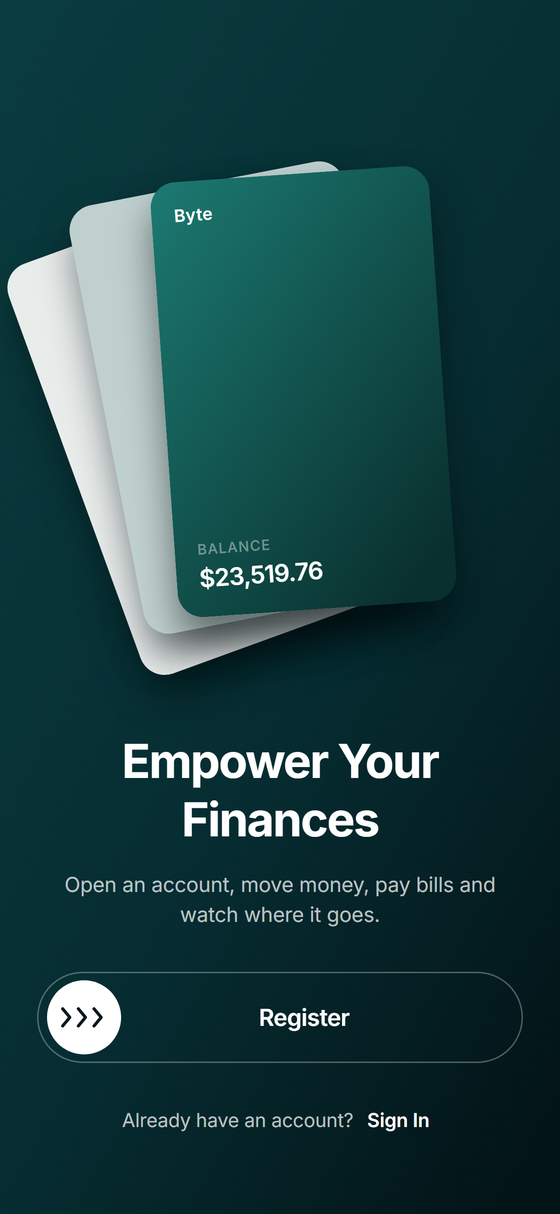 Byte
BALANCE
$23,519.76
Empower Your
Finances
Open an account, move money, pay bills and
watch where it goes.
Register
Already have an account? Sign In